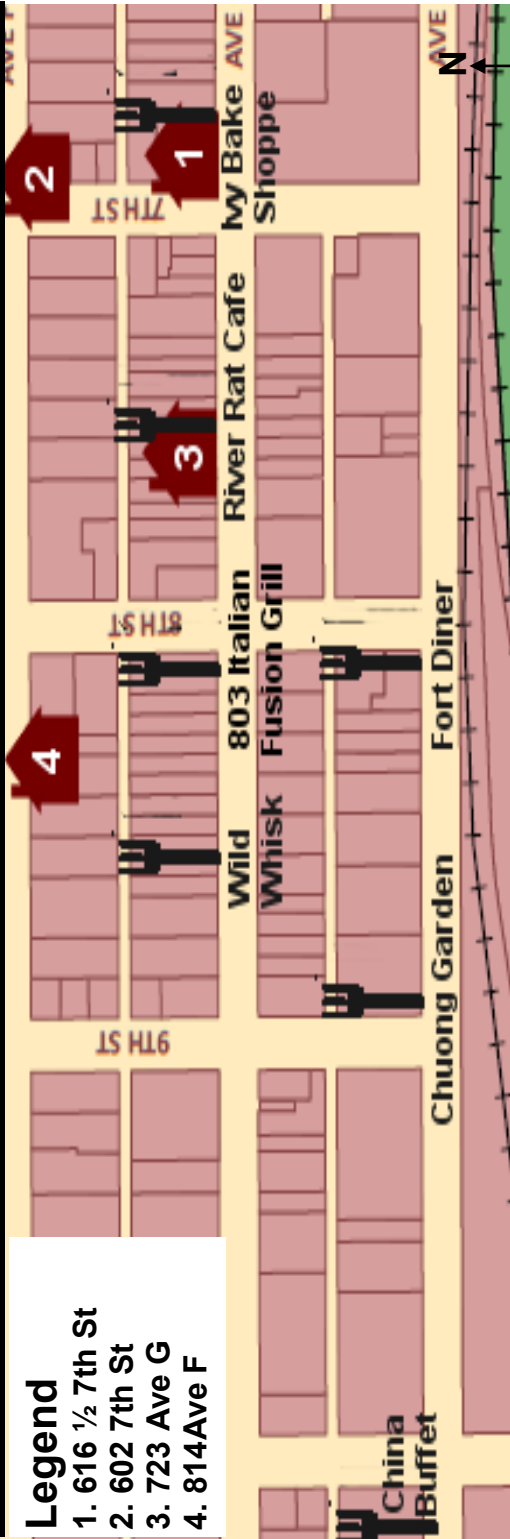 Legend
1. 616 ½ 7th St
2. 602 7th St
3. 723 Ave G
4. 814Ave F
AVE F
2
4
9TH ST
8TH ST
7TH ST
3
1
Wild
Whisk
803 Italian
Fusion Grill
River Rat Cafe
Ivy Bake
Shoppe
AVE
China
Buffet
Chuong Garden
Fort Diner
AVE
N